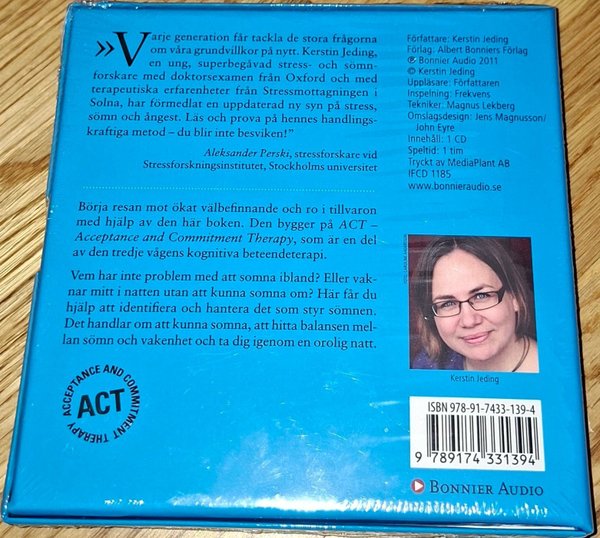 »Varje generation får tackla de stora frågorna
om våra grundvillkor på nytt. Kerstin Jeding,
en ung, superbegåvad stress- och sömn-
forskare med doktorsexamen från Oxford och med
terapeutiska erfarenheter från Stressmottagningen i
Solna, har förmedlat en uppdaterad ny syn på stress,
sömn och ångest. Läs och pröva på hennes handlings-
kraftiga metod – du blir inte besviken!"
Aleksander Perski, stressforskare vid
Stressforskningsinstitutet, Stockholms universitet
Börja resan mot ökat välbefinnande och ro i tillvaron
med hjälp av den här boken. Den bygger på ACT –
Acceptance and Commitment Therapy, som är en del
av den tredje vågens kognitiva beteendeterapi.
Vem har inte problem med att somna ibland? Eller vak-
nar mitt i natten utan att kunna somna om? Här får du
hjälp att identifiera och hantera det som styr sömnen.
Det handlar om att kunna somna, att hitta balansen mel-
lan sömn och vakenhet och ta dig igenom en orolig natt.
ACCEPTANCE AND COMMITMENT THERAPY
ACT
Författare: Kerstin Jeding
Förlag: Albert Bonniers Förlag
℗ Bonnier Audio 2011
© Kerstin Jeding
Uppläsare: Författaren
Inspelning: Frekvens
Tekniker: Magnus Lekberg
Omslagsdesign: Jens Magnusson/
John Eyre
Innehåll: 1 CD
Speltid: 1 tim
Tryckt av MediaPlant AB
IFCD 1185
www.bonnieraudio.se
Kerstin Jeding
ISBN 978-91-7433-139-4
9 789174 331394
BONNIER AUDIO